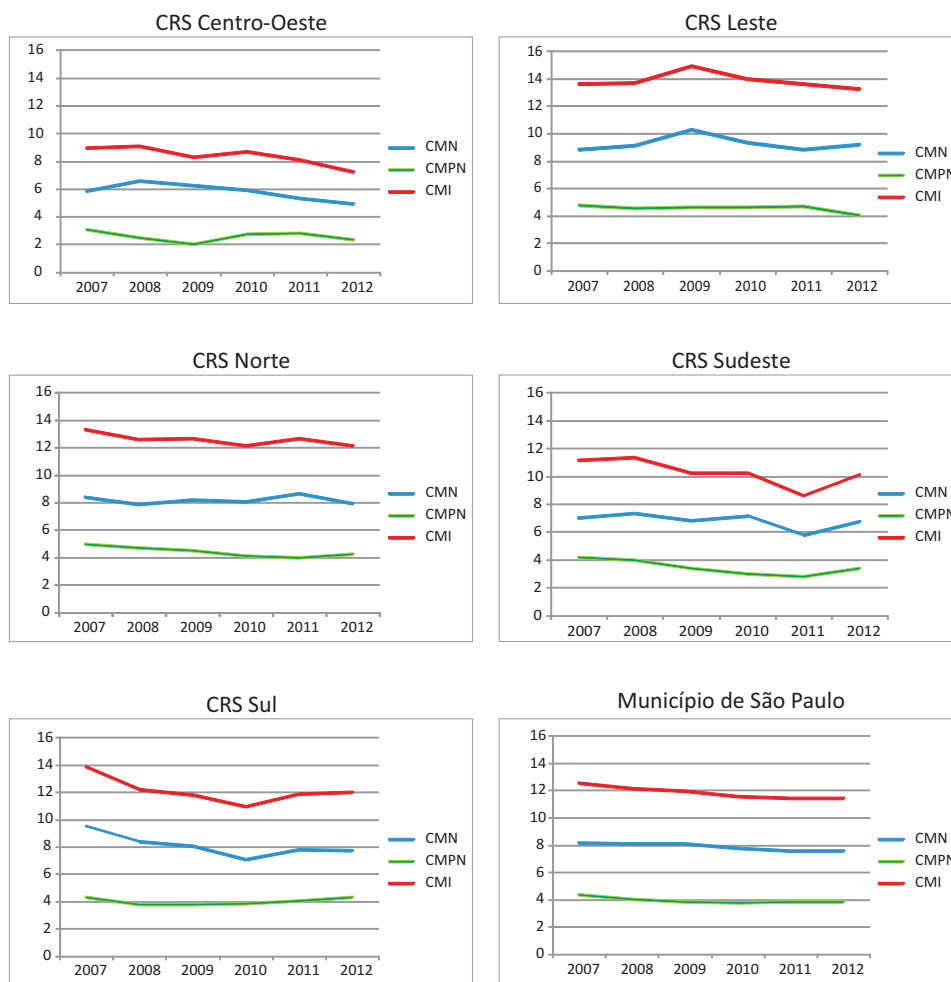 CRS Centro-Oeste
16
14
12
10
8
6
4
2
0
2007 2008 2009 2010 2011 2012
CMN
CMPN
CMI
CRS Leste
16
14
12
10
8
6
4
2
0
2007 2008 2009 2010 2011 2012
CMN
CMPN
CMI
CRS Norte
16
14
12
10
8
6
4
2
0
2007 2008 2009 2010 2011 2012
CMN
CMPN
CMI
CRS Sudeste
16
14
12
10
8
6
4
2
0
2007 2008 2009 2010 2011 2012
CMN
CMPN
CMI
CRS Sul
16
14
12
10
8
6
4
2
0
2007 2008 2009 2010 2011 2012
CMN
CMPN
CMI
Município de São Paulo
16
14
12
10
8
6
4
2
0
2007 2008 2009 2010 2011 2012
CMN
CMPN
CMI